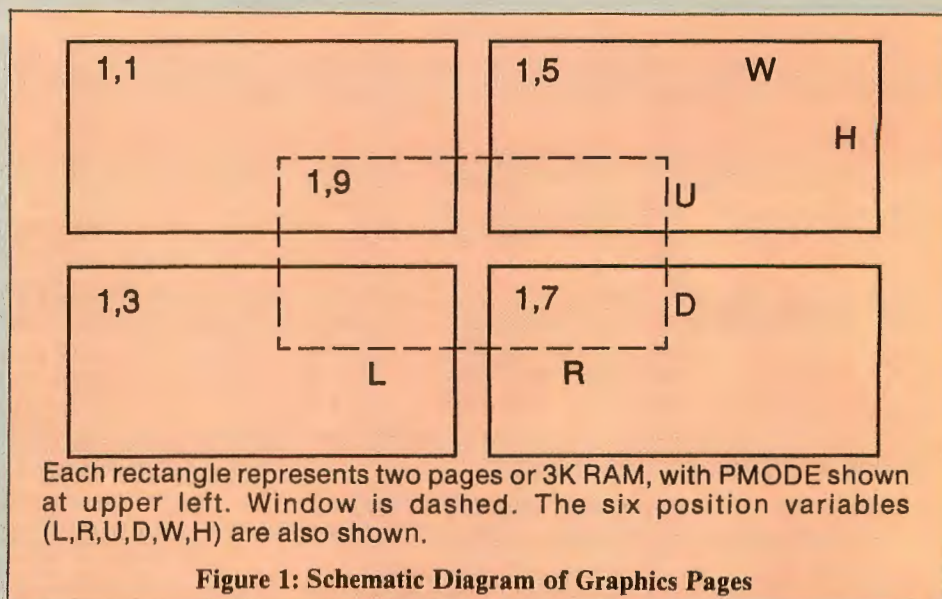 1,1
1,5
W
H
1,9
U
1,3
1,7
D
L
R
Each rectangle represents two pages or 3K RAM, with PMODE shown
at upper left. Window is dashed. The six position variables
(L,R,U,D,W,H) are also shown.
Figure 1: Schematic Diagram of Graphics Pages